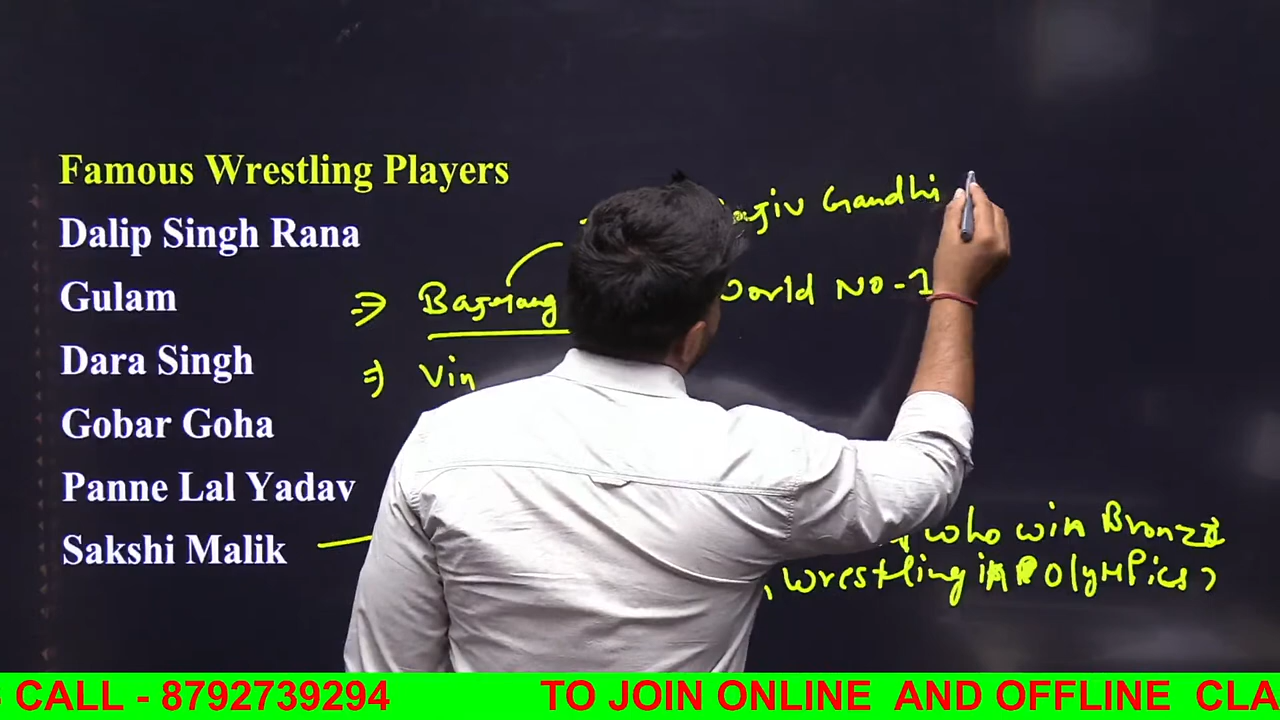 Famous Wrestling Players
Dalip Singh Rana
Gandhi
Gulam
⇒ Bajrang
World No-1
Dara Singh
⇒ Vin
Gobar Goha
Panne Lal Yadav
Sakshi Malik
who win Bronze
wrestling in Olympics)
CALL - 8792739294 TO JOIN ONLINE AND OFFLINE CLA